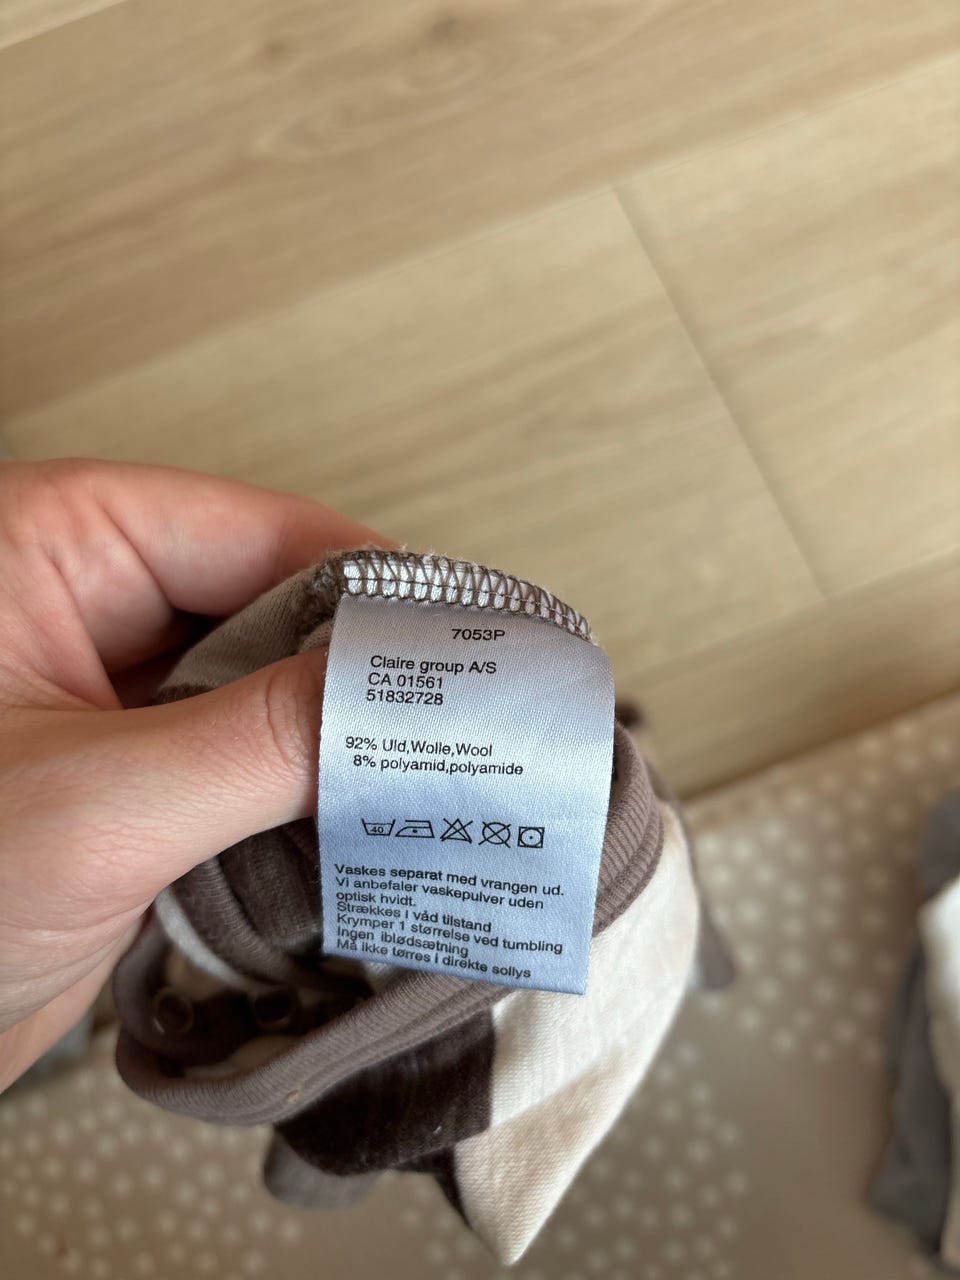 7053P
Claire group A/S
CA 01561
51832728
92% Uld,Wolle,Wool
8% polyamid,polyamide
40
Vaskes separat med vrangen ud.
Vi anbefaler vaskepulver uden
optisk hvidt.
Strækkes i våd tilstand
Krymper 1 størrelse ved tumbling
Ingen iblødsætning
Må ikke tørres i direkte sollys